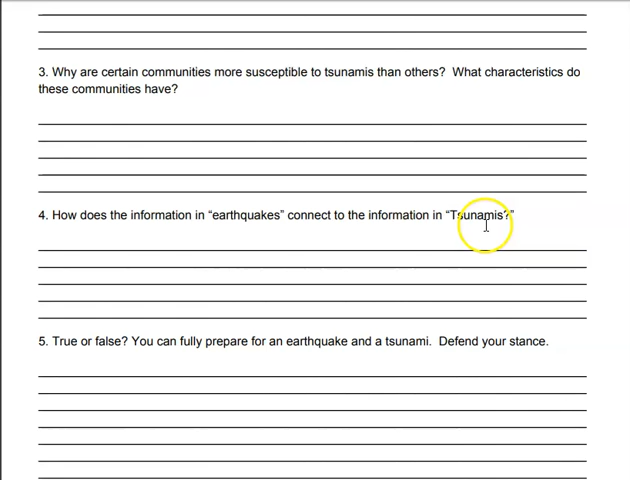 3. Why are certain communities more susceptible to tsunamis than others?  What characteristics do
these communities have?
4. How does the information in “earthquakes” connect to the information in “Tsunamis?”
5. True or false? You can fully prepare for an earthquake and a tsunami.  Defend your stance.